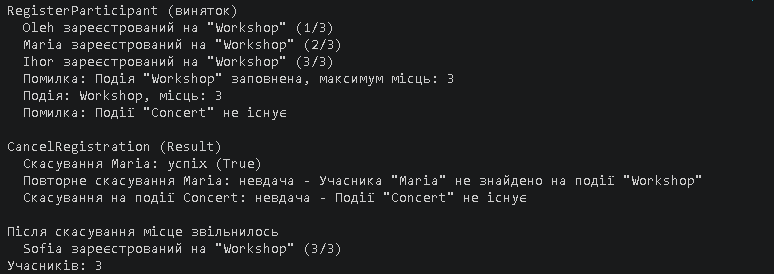 RegisterParticipant (виняток)
Oleh зареєстрований на "Workshop" (1/3)
Maria зареєстрований на "Workshop" (2/3)
Ihor зареєстрований на "Workshop" (3/3)
Помилка: Подія "Workshop" заповнена, максимум місць: 3
Подія: Workshop, місць: 3
Помилка: Події "Concert" не існує
CancelRegistration (Result)
Скасування Maria: успіх (True)
Повторне скасування Maria: невдача - Учасника "Maria" не знайдено на події "Workshop"
Скасування на події Concert: невдача - Події "Concert" не існує
Після скасування місце звільнилось
Sofia зареєстрований на "Workshop" (3/3)
Учасників: 3